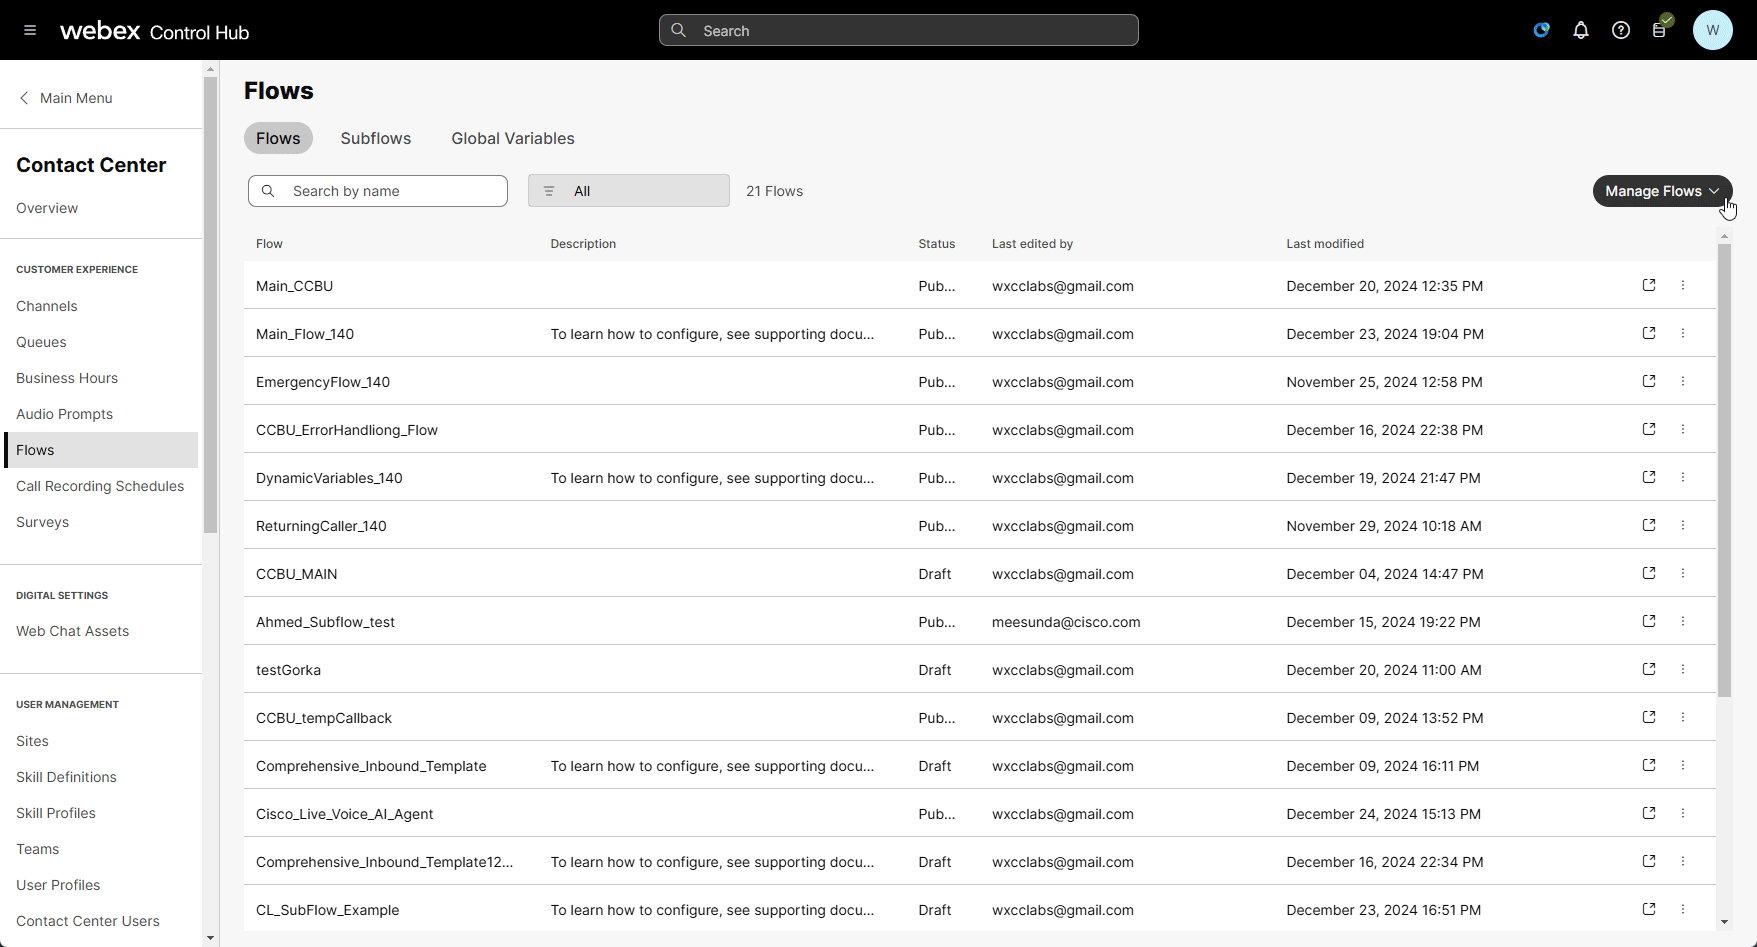 webex Control Hub
Search
W
Main Menu
Contact Center
Overview
CUSTOMER EXPERIENCE
Channels
Queues
Business Hours
Audio Prompts
Flows
Call Recording Schedules
Surveys
DIGITAL SETTINGS
Web Chat Assets
USER MANAGEMENT
Sites
Skill Definitions
Skill Profiles
Teams
User Profiles
Contact Center Users
Flows
Flows Subflows Global Variables
Search by name All 21 Flows Manage Flows
Flow Description Status Last edited by Last modified
Main_CCBU Pub... wxcclabs@gmail.com December 20, 2024 12:35 PM
Main_Flow_140 To learn how to configure, see supporting docu... Pub... wxcclabs@gmail.com December 23, 2024 19:04 PM
EmergencyFlow_140 Pub... wxcclabs@gmail.com November 25, 2024 12:58 PM
CCBU_ErrorHandliong_Flow Pub... wxcclabs@gmail.com December 16, 2024 22:38 PM
DynamicVariables_140 To learn how to configure, see supporting docu... Pub... wxcclabs@gmail.com December 19, 2024 21:47 PM
ReturningCaller_140 Pub... wxcclabs@gmail.com November 29, 2024 10:18 AM
CCBU_MAIN Draft wxcclabs@gmail.com December 04, 2024 14:47 PM
Ahmed_Subflow_test Pub... meesunda@cisco.com December 15, 2024 19:22 PM
testGorka Draft wxcclabs@gmail.com December 20, 2024 11:00 AM
CCBU_tempCallback Pub... wxcclabs@gmail.com December 09, 2024 13:52 PM
Comprehensive_Inbound_Template To learn how to configure, see supporting docu... Draft wxcclabs@gmail.com December 09, 2024 16:11 PM
Cisco_Live_Voice_AI_Agent Pub... wxcclabs@gmail.com December 24, 2024 15:13 PM
Comprehensive_Inbound_Template12... To learn how to configure, see supporting docu... Draft wxcclabs@gmail.com December 16, 2024 22:34 PM
CL_SubFlow_Example To learn how to configure, see supporting docu... Draft wxcclabs@gmail.com December 23, 2024 16:51 PM